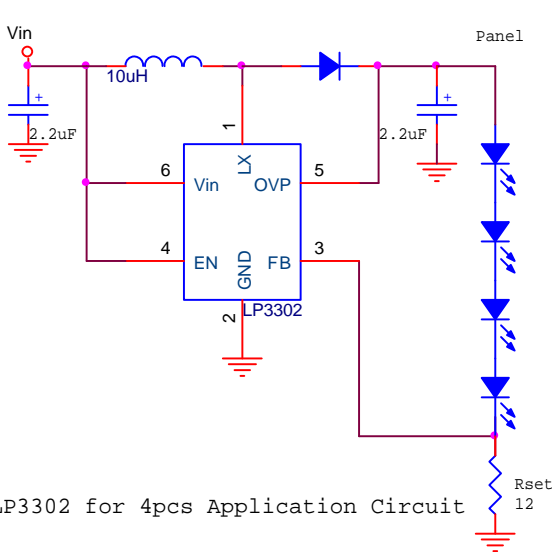 Vin
Panel
10uH
+
2.2uF
+
2.2uF
1
6
5
LX
Vin
OVP
4
3
EN
GND
FB
2
LP3302
Rset
12
LP3302 for 4pcs Application Circuit